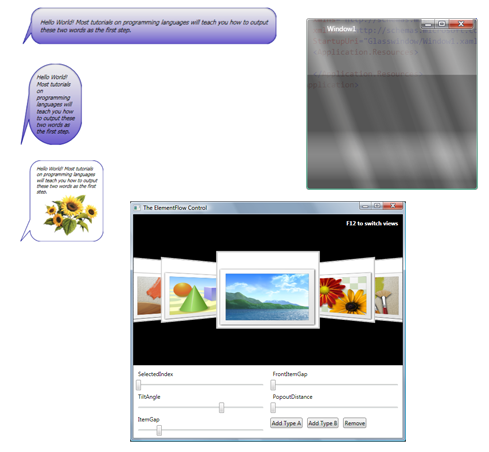 Hello World! Most tutorials on programming languages will teach you how to output
these two words as the first step.
Window1
Hello World!
Most tutorials
on
programming
languages will
teach you how
to output these
two words as
the first step.
Hello World! Most tutorials
on programming languages
will teach you how to output
these two words as the first
step.
The ElementFlow Control
F12 to switch views
SelectedIndex
FrontItemGap
TiltAngle
PopoutDistance
ItemGap
Add Type A
Add Type B
Remove